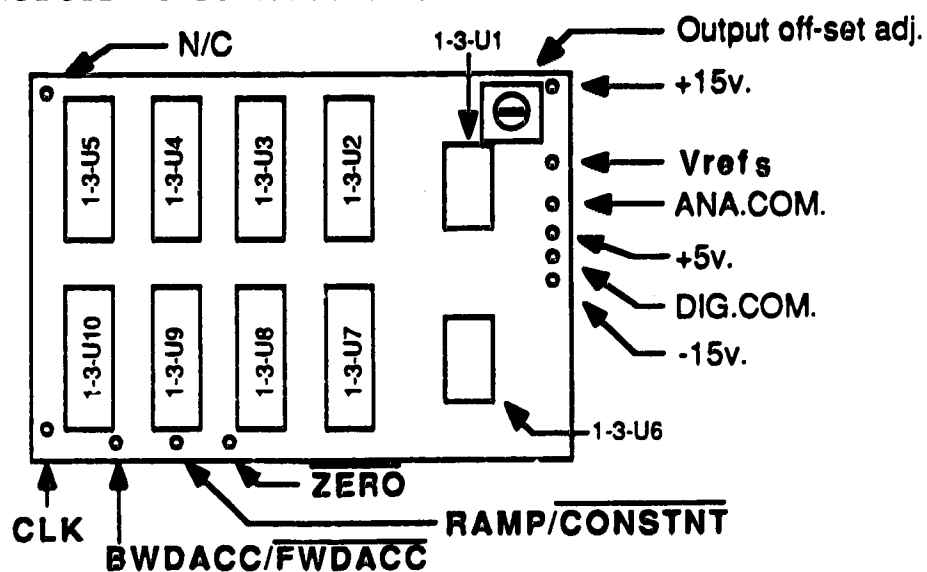 N/C
1-3-U1
Output off-set adj.
+15v.
1-3-U5
1-3-U4
1-3-U3
1-3-U2
Vrefs
ANA.COM.
+5v.
DIG.COM.
-15v.
1-3-U10
1-3-U9
1-3-U8
1-3-U7
1-3-U6
ZERO
CLK
RAMP/CONSTNT
BWDACC/FWDACC